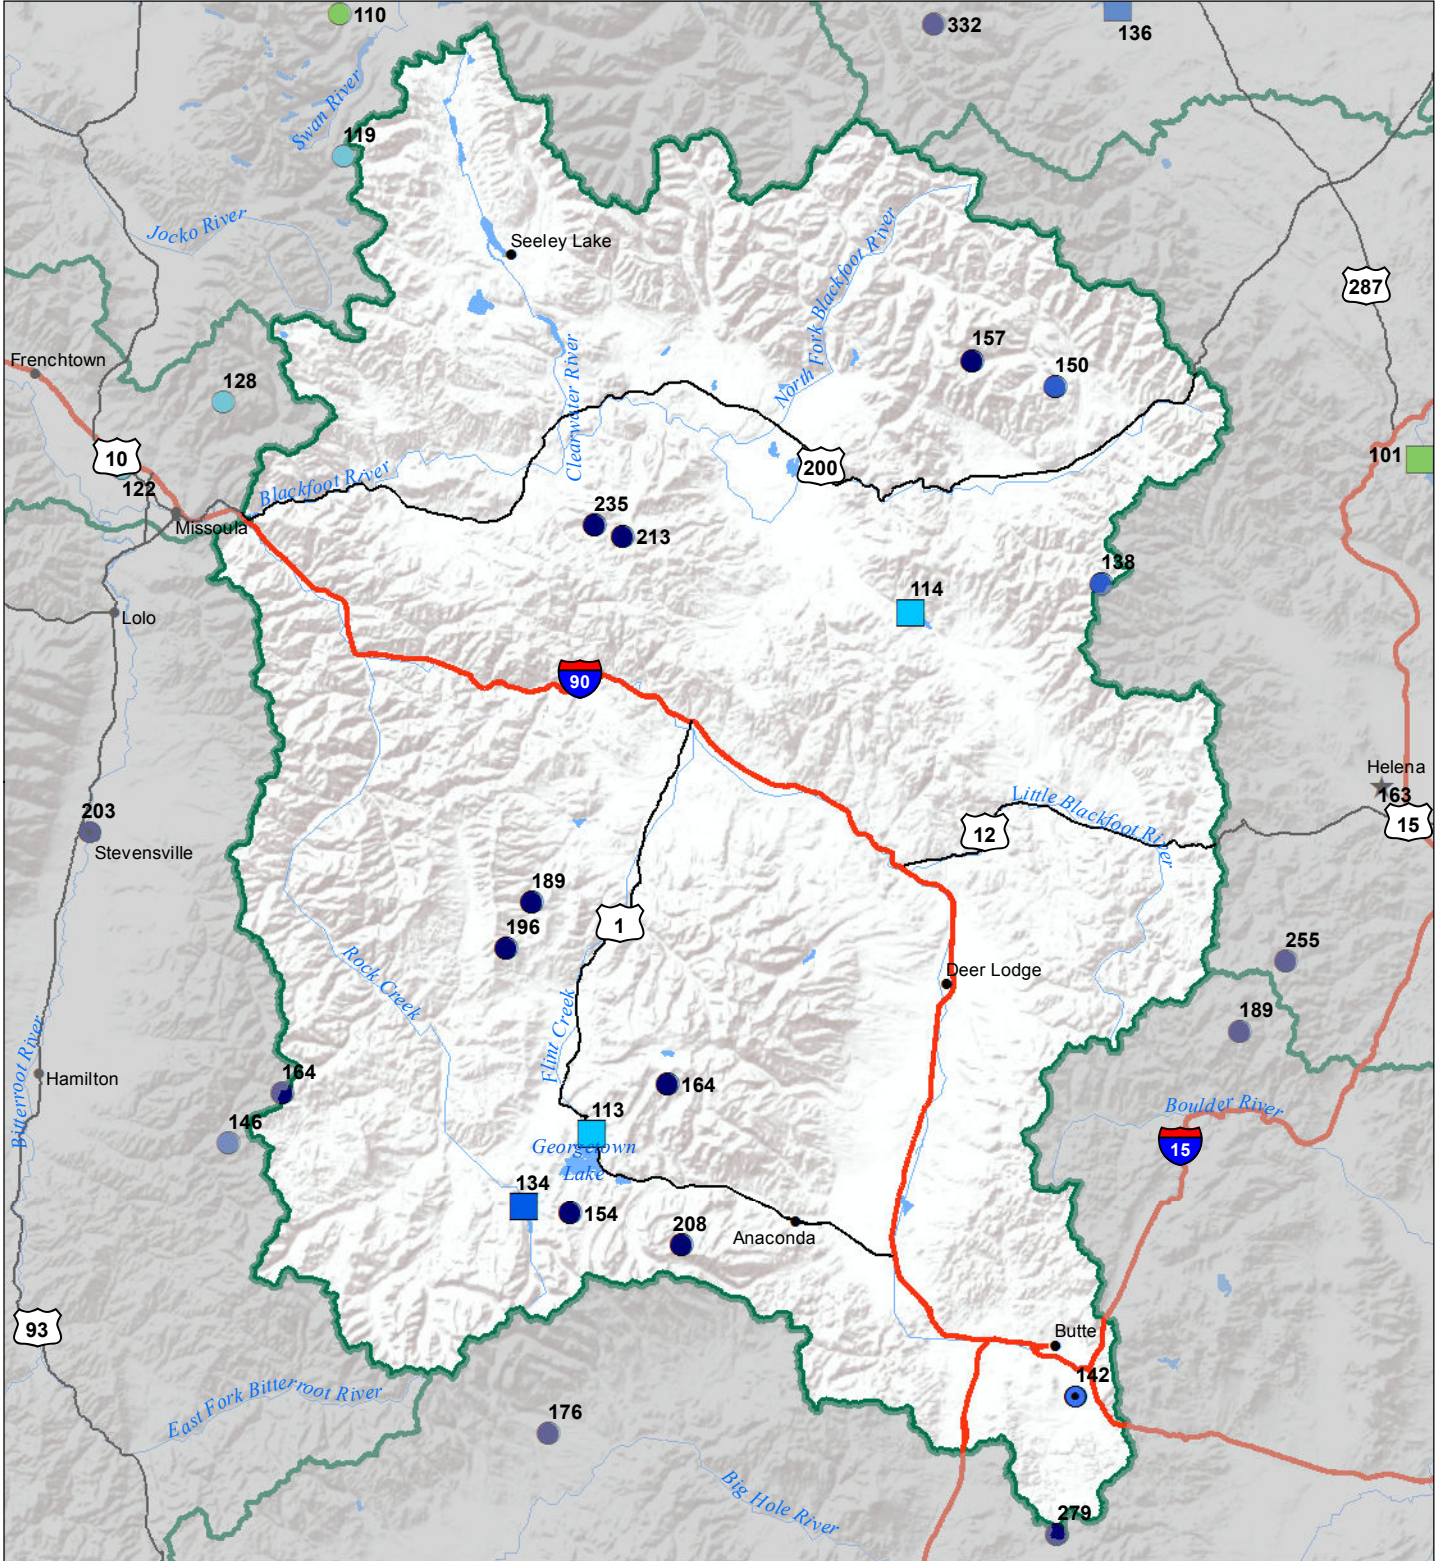 110
332
136
Swan River
119
Jocko River
Seeley Lake
North Fork Blackfoot River
287
Frenchtown
128
157
150
Clearwater River
10
122
200
101
Blackfoot River
Missoula
235
213
138
114
Lolo
90
Helena
163
15
Little Blackfoot River
12
203
Stevensville
189
196
1
255
Rock Creek
Deer Lodge
Flint Creek
189
Bitterroot River
Hamilton
164
164
146
113
Boulder River
15
Georgetown
Lake
134
154
208
Anaconda
93
Butte
142
East Fork Bitterroot River
176
Big Hole River
279